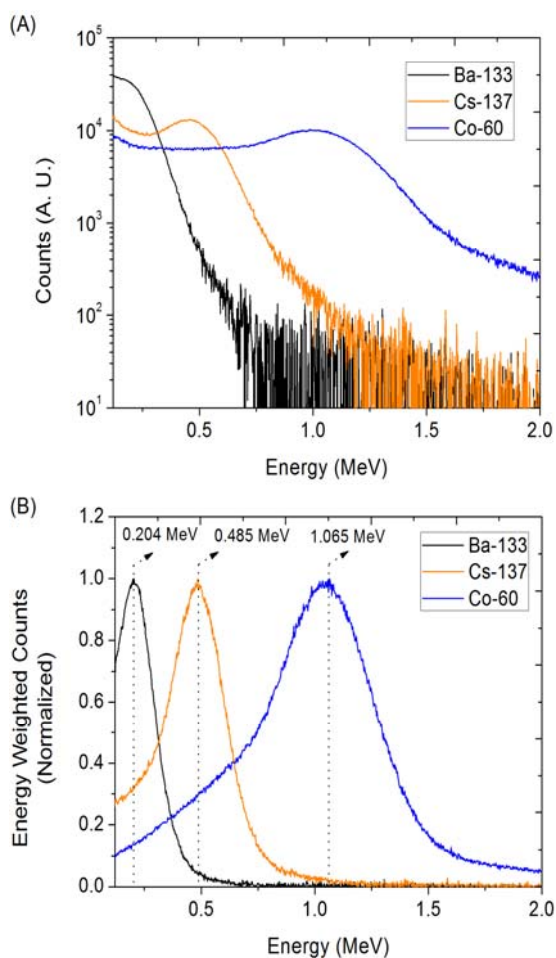 (A)
10^5
10^4
10^3
10^2
10^1
Counts (A. U.)
Ba-133
Cs-137
Co-60
0.5
1.0
1.5
2.0
Energy (MeV)
(B)
1.2
1.0
0.8
0.6
0.4
0.2
0.0
Energy Weighted Counts
(Normalized)
0.204 MeV
0.485 MeV
1.065 MeV
Ba-133
Cs-137
Co-60
0.5
1.0
1.5
2.0
Energy (MeV)